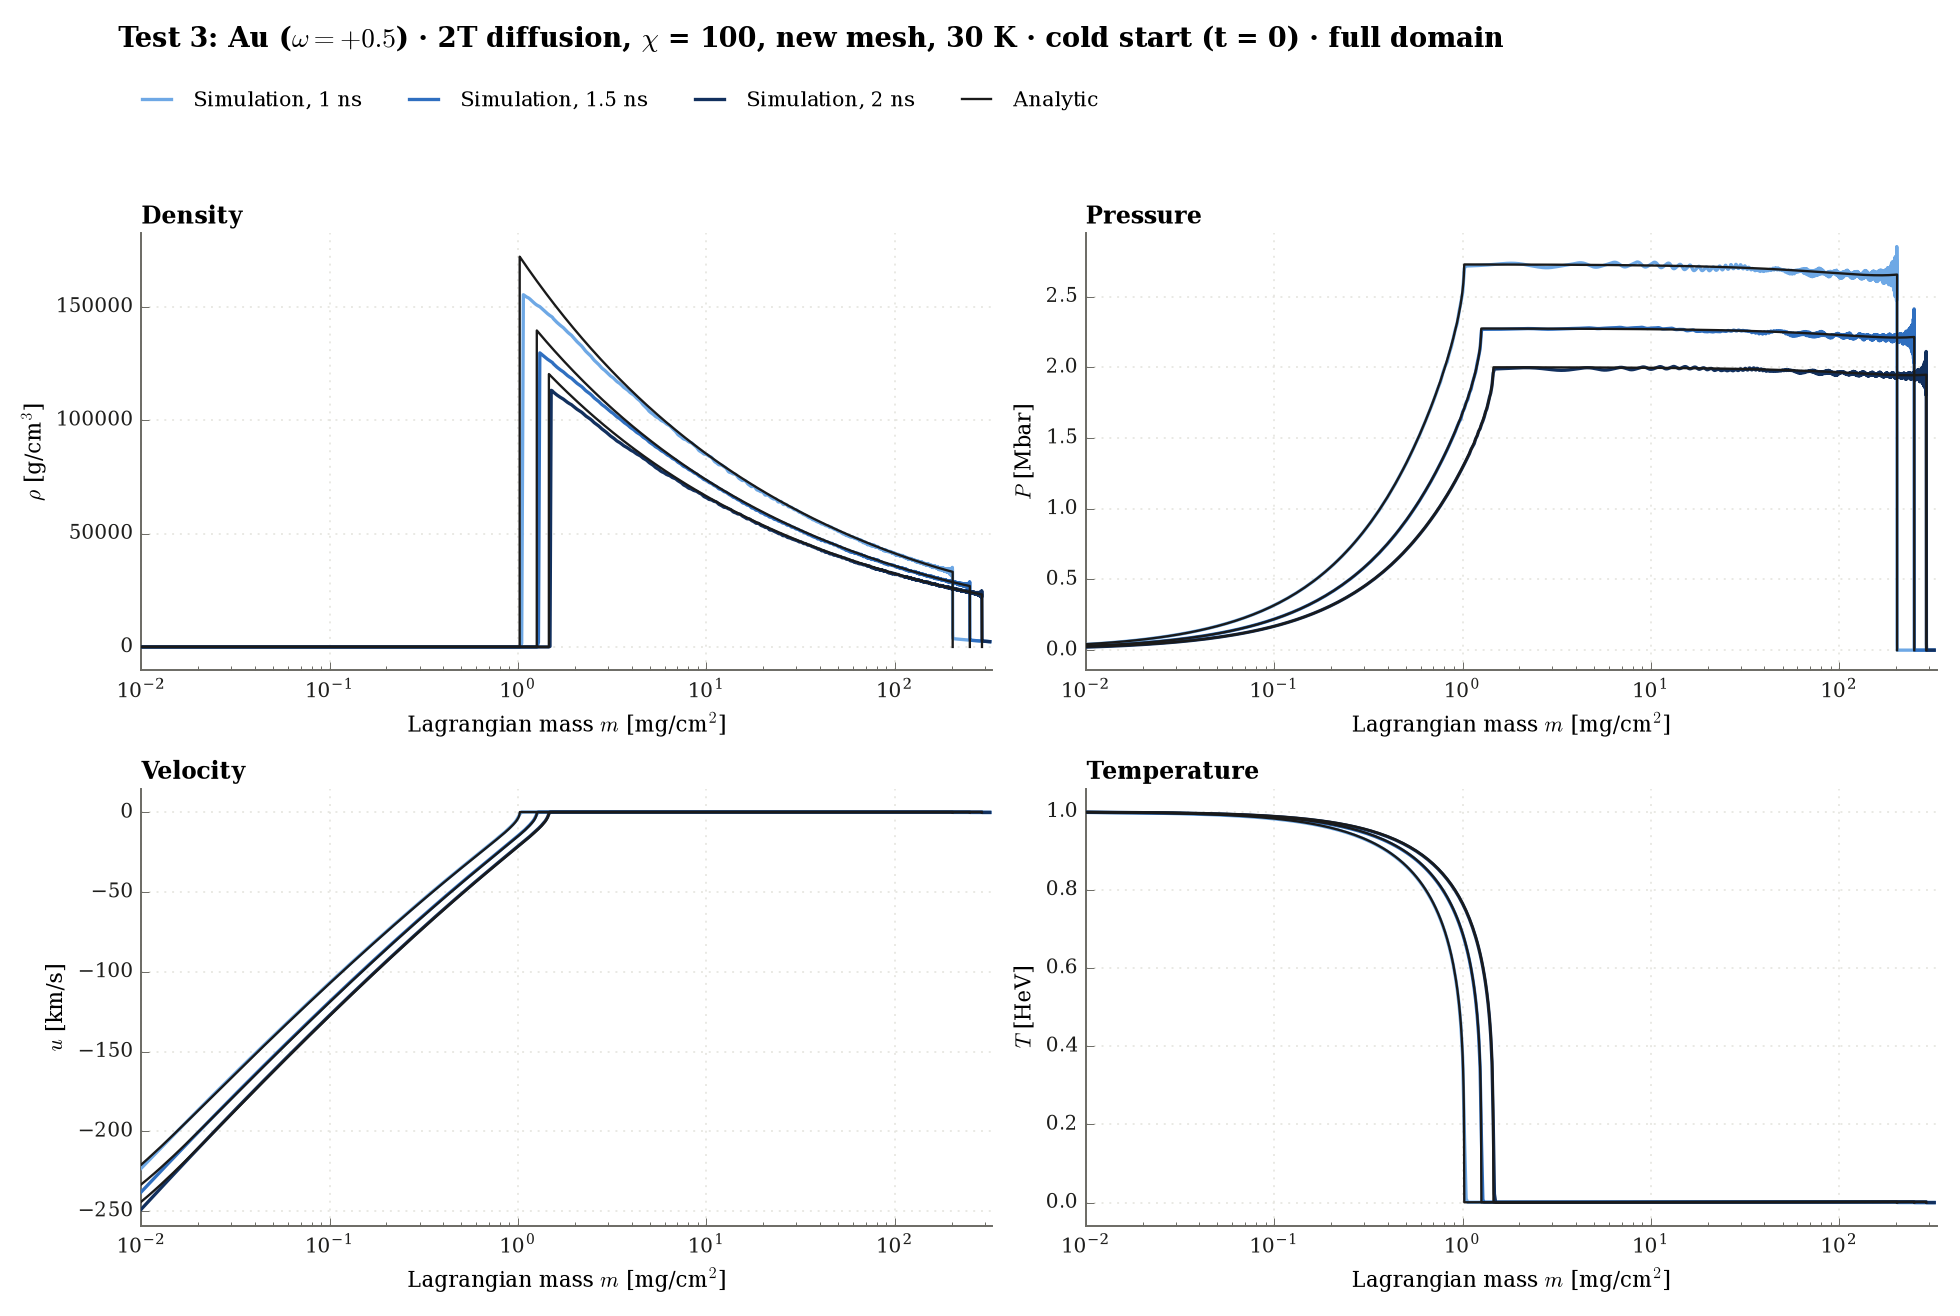 Test 3: Au (ω = +0.5) · 2T diffusion, χ = 100, new mesh, 30 K · cold start (t = 0) · full domain
Simulation, 1 ns Simulation, 1.5 ns Simulation, 2 ns Analytic
Density
ρ [g/cm³]
150000
100000
50000
0
10⁻² 10⁻¹ 10⁰ 10¹ 10²
Lagrangian mass m [mg/cm²]
Pressure
P [Mbar]
2.5
2.0
1.5
1.0
0.5
0.0
10⁻² 10⁻¹ 10⁰ 10¹ 10²
Lagrangian mass m [mg/cm²]
Velocity
u [km/s]
0
−50
−100
−150
−200
−250
10⁻² 10⁻¹ 10⁰ 10¹ 10²
Lagrangian mass m [mg/cm²]
Temperature
T [HeV]
1.0
0.8
0.6
0.4
0.2
0.0
10⁻² 10⁻¹ 10⁰ 10¹ 10²
Lagrangian mass m [mg/cm²]